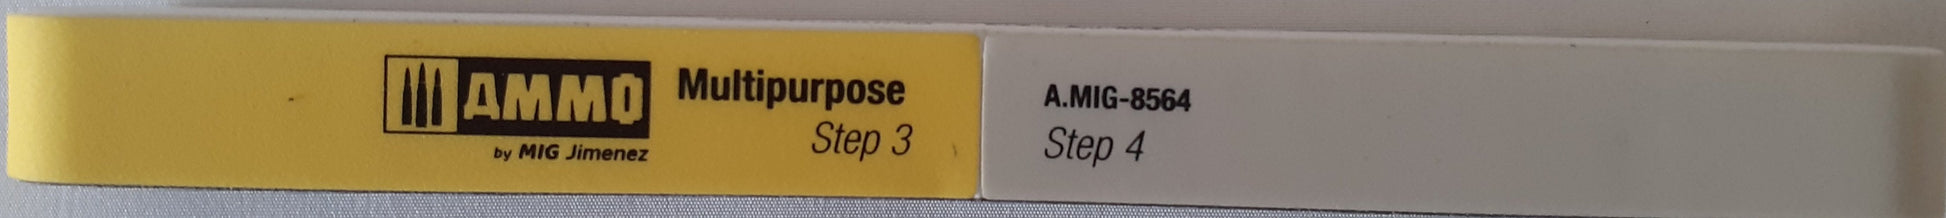 AMMO
by MIG Jimenez
Multipurpose
Step 3
A.MIG-8564
Step 4